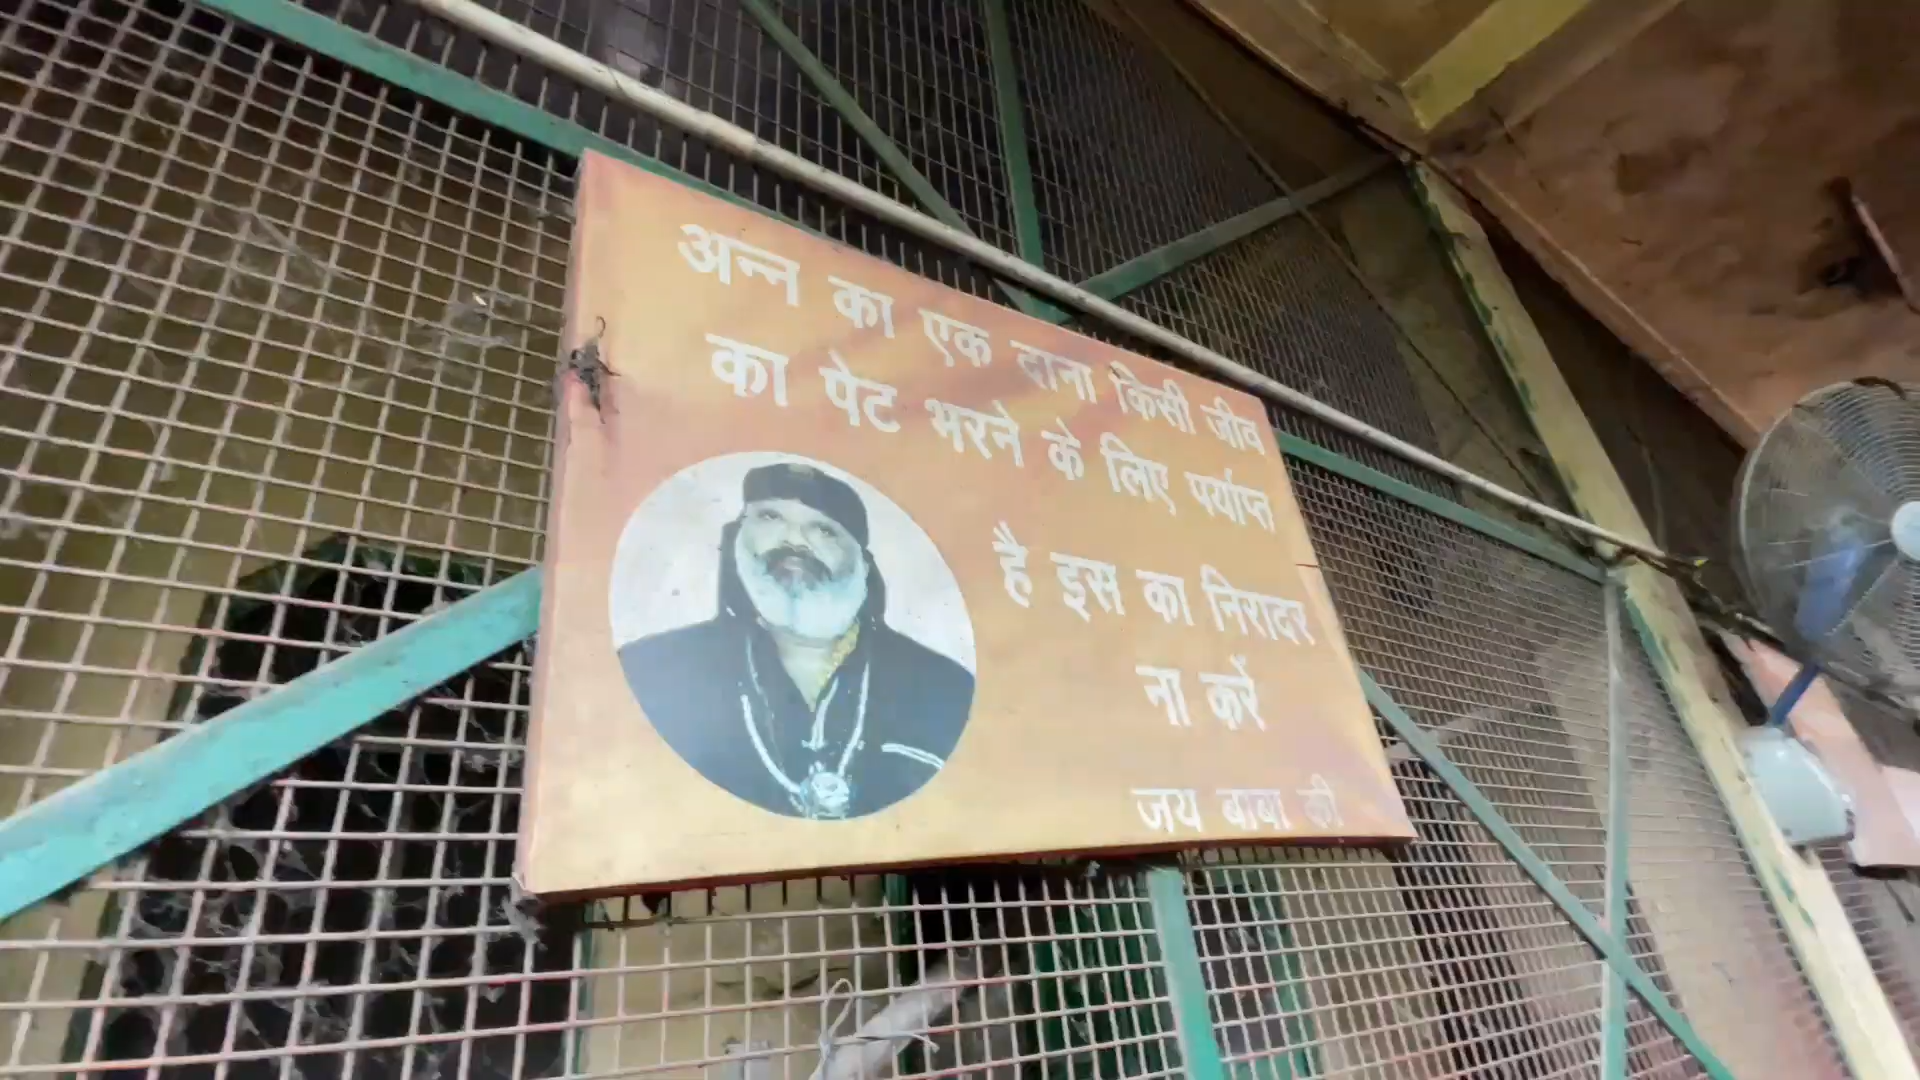 अन्न का एक दाना किसी जीव
का पेट भरने के लिए पर्याप्त
है इस का निरादर
ना करें
जय बाबा की